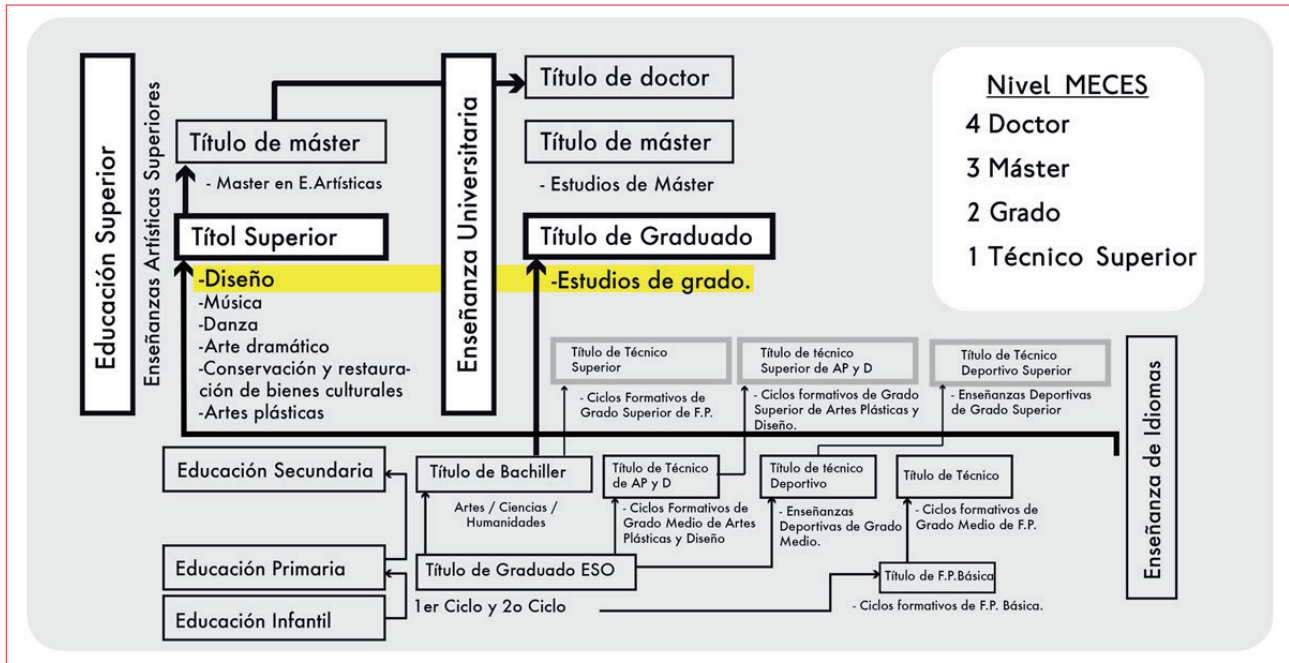 Educación Superior
Enseñanzas Artísticas Superiores
Título de máster
- Master en E.Artísticas
Títol Superior
-Diseño
-Música
-Danza
-Arte dramático
-Conservación y restaura-
ción de bienes culturales
-Artes plásticas
Enseñanza Universitaria
Título de doctor
Título de máster
- Estudios de Máster
Título de Graduado
-Estudios de grado.
Nivel MECES
4 Doctor
3 Máster
2 Grado
1 Técnico Superior
Título de Técnico
Superior
- Ciclos Formativos de
Grado Superior de F.P.
Título de técnico
Superior de AP y D
- Ciclos formativos de Grado
Superior de Artes Plásticas y
Diseño.
Título de Técnico
Deportivo Superior
- Enseñanzas Deportivas
de Grado Superior
Enseñanza de Idiomas
Educación Secundaria
Título de Bachiller
Artes / Ciencias /
Humanidades
Título de Técnico
de AP y D
- Ciclos Formativos de
Grado Medio de Artes
Plásticas y Diseño
Título de técnico
Deportivo
- Enseñanzas
Deportivas de Grado
Medio.
Título de Técnico
- Ciclos formativos de
Grado Medio de F.P.
Educación Primaria
Título de Graduado ESO
Título de F.P.Básica
1er Ciclo y 2o Ciclo
- Ciclos formativos de F.P. Básica.
Educación Infantil